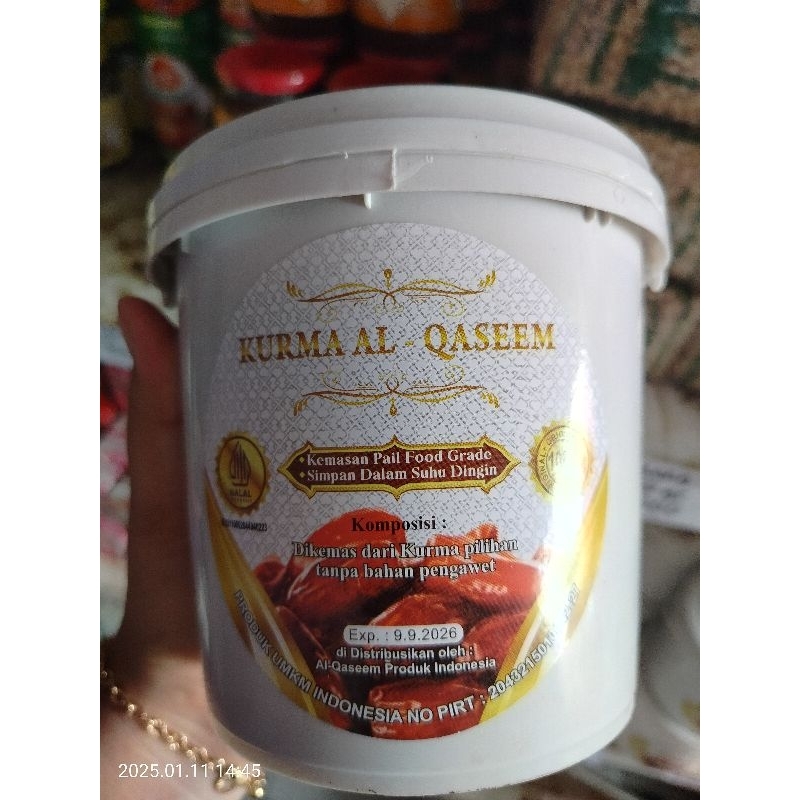 KURMA AL - QASEEM
•Kemasan Pail Food Grade
•Simpan Dalam Suhu Dingin
HALAL
Komposisi :
Dikemas dari Kurma pilihan
tanpa bahan pengawet
Exp. : 9.9.2026
di Distribusikan oleh :
Al-Qaseem Produk Indonesia
PRODUK UMKM INDONESIA NO PIRT :
2025.01.11 14:45